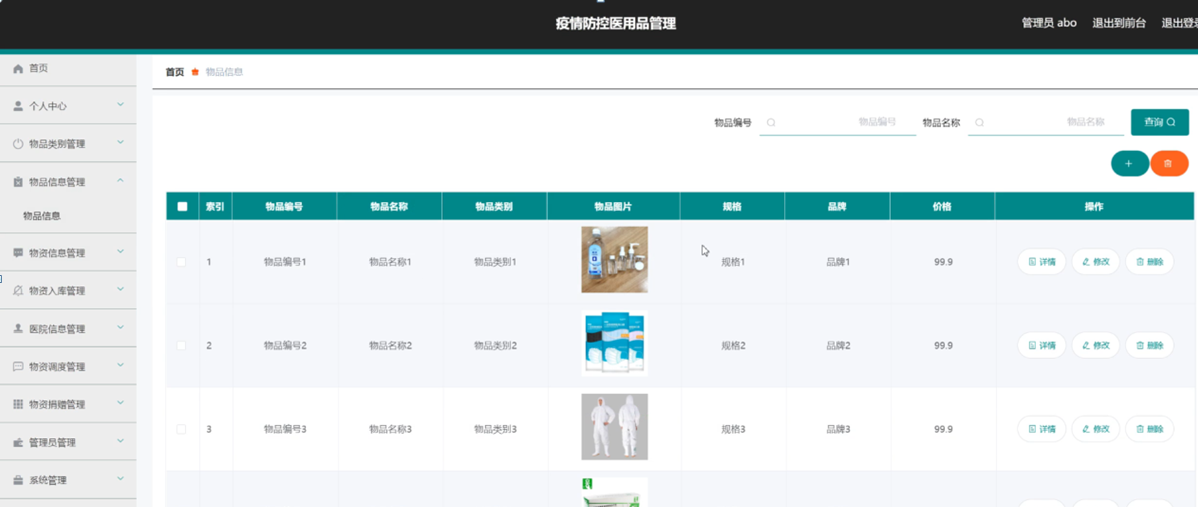 疫情防控医用品管理
管理员 abo 退出到前台 退出登
首页
个人中心
物品类别管理
物品信息管理
物品信息
物资信息管理
物资入库管理
医院信息管理
物资调度管理
物资捐赠管理
管理员管理
系统管理
首页 物品信息
物品编号 物品编号 物品名称 物品名称 查询
索引 物品编号 物品名称 物品类别 物品图片 规格 品牌 价格 操作
1 物品编号1 物品名称1 物品类别1 规格1 品牌1 99.9 详情 修改 删除
2 物品编号2 物品名称2 物品类别2 规格2 品牌2 99.9 详情 修改 删除
3 物品编号3 物品名称3 物品类别3 规格3 品牌3 99.9 详情 修改 删除